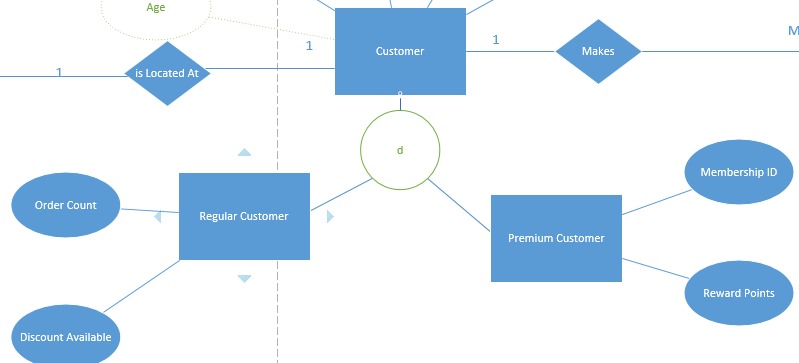 Age
1
1
is Located At
Customer
1
Makes
M
d
Order Count
Regular Customer
Premium Customer
Membership ID
Discount Available
Reward Points